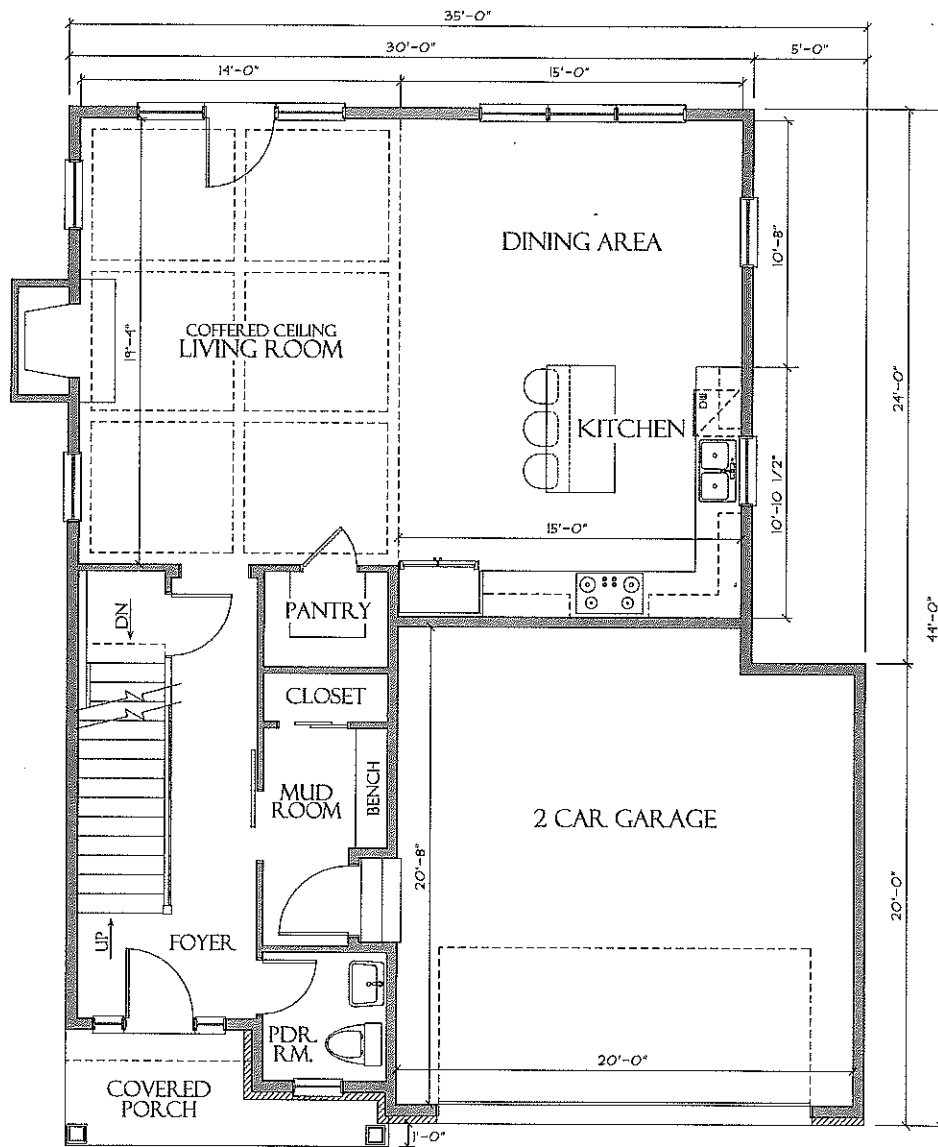 35'-0"
30'-0"
5'-0"
14'-0"
15'-0"
DINING AREA
10'-8"
COFFERED CEILING
LIVING ROOM
19'-4"
24'-0"
DW
KITCHEN
10'-10 1/2"
15'-0"
PANTRY
DN
44'-0"
CLOSET
MUD
ROOM
BENCH
2 CAR GARAGE
20'-8"
20'-0"
UP
FOYER
PDR.
RM.
20'-0"
COVERED
PORCH
1'-0"